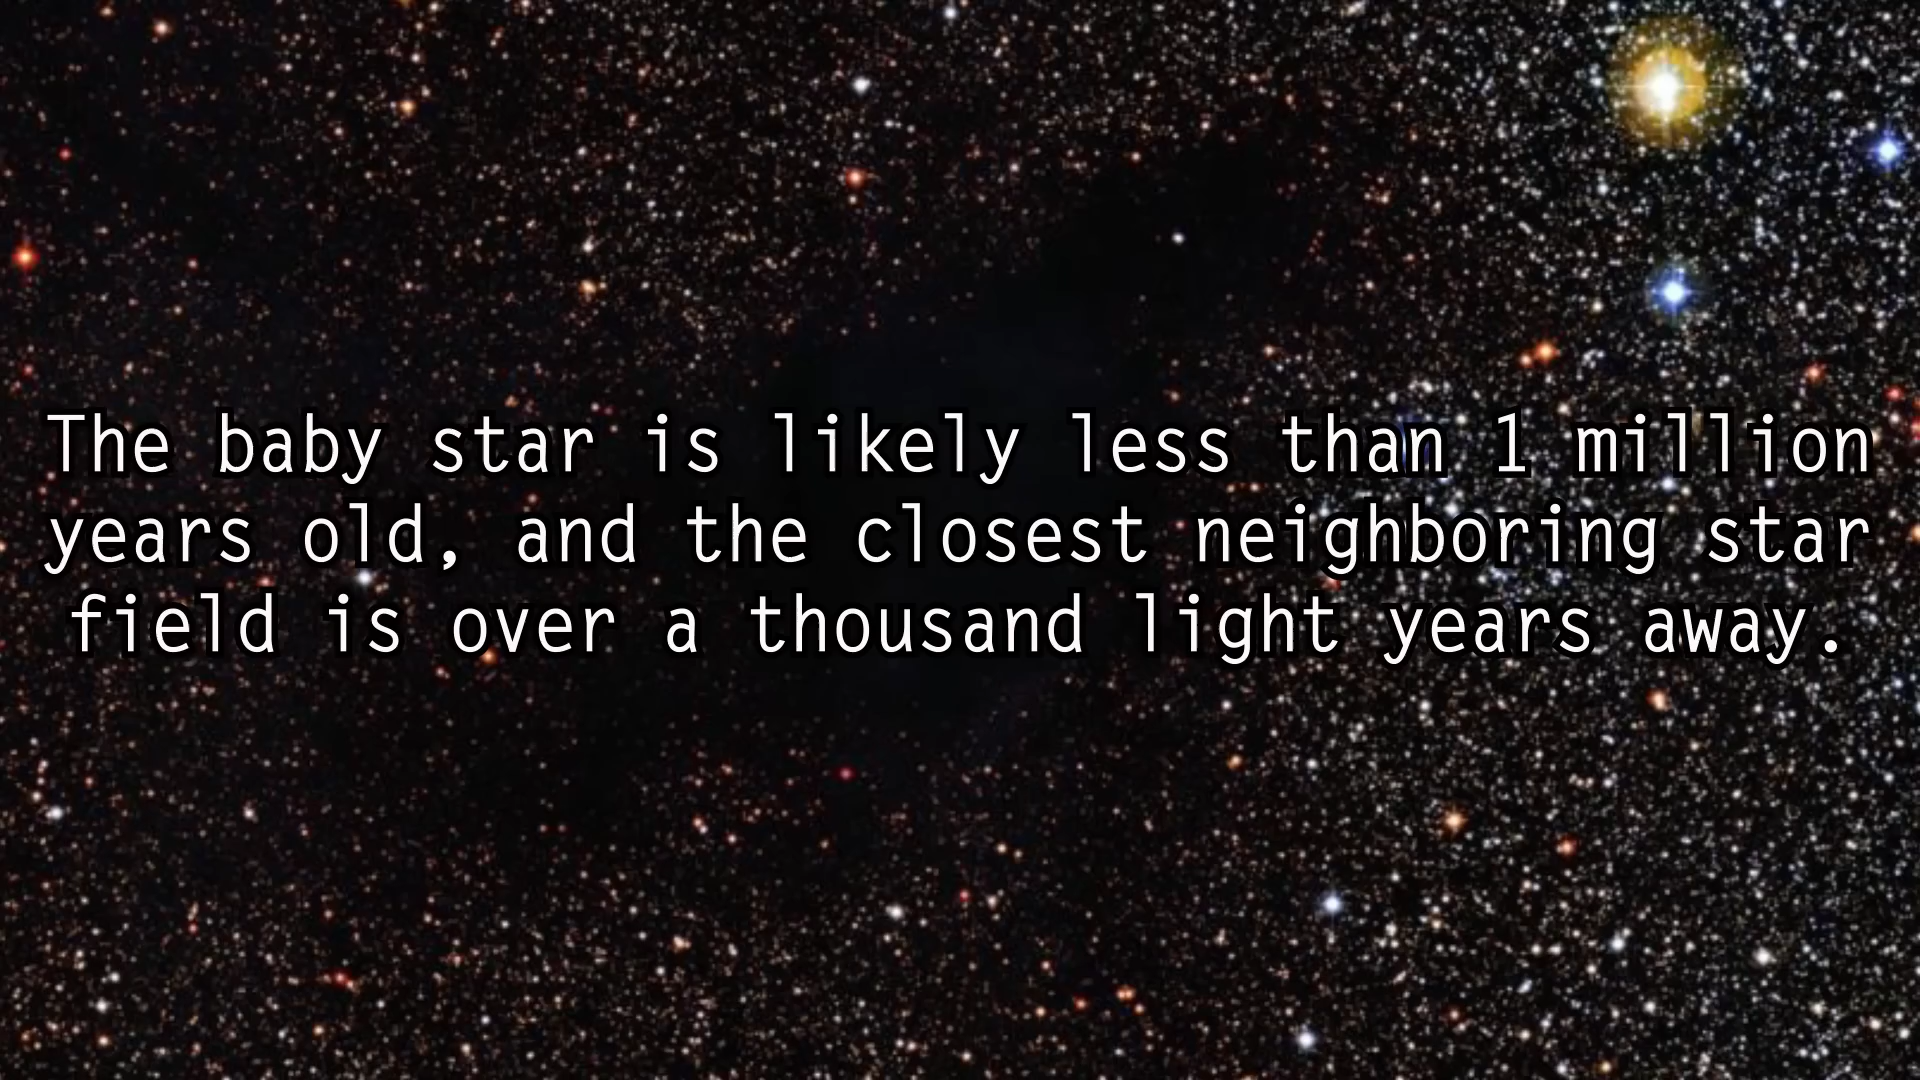 The baby star is likely less than 1 million
years old, and the closest neighboring star
field is over a thousand light years away.